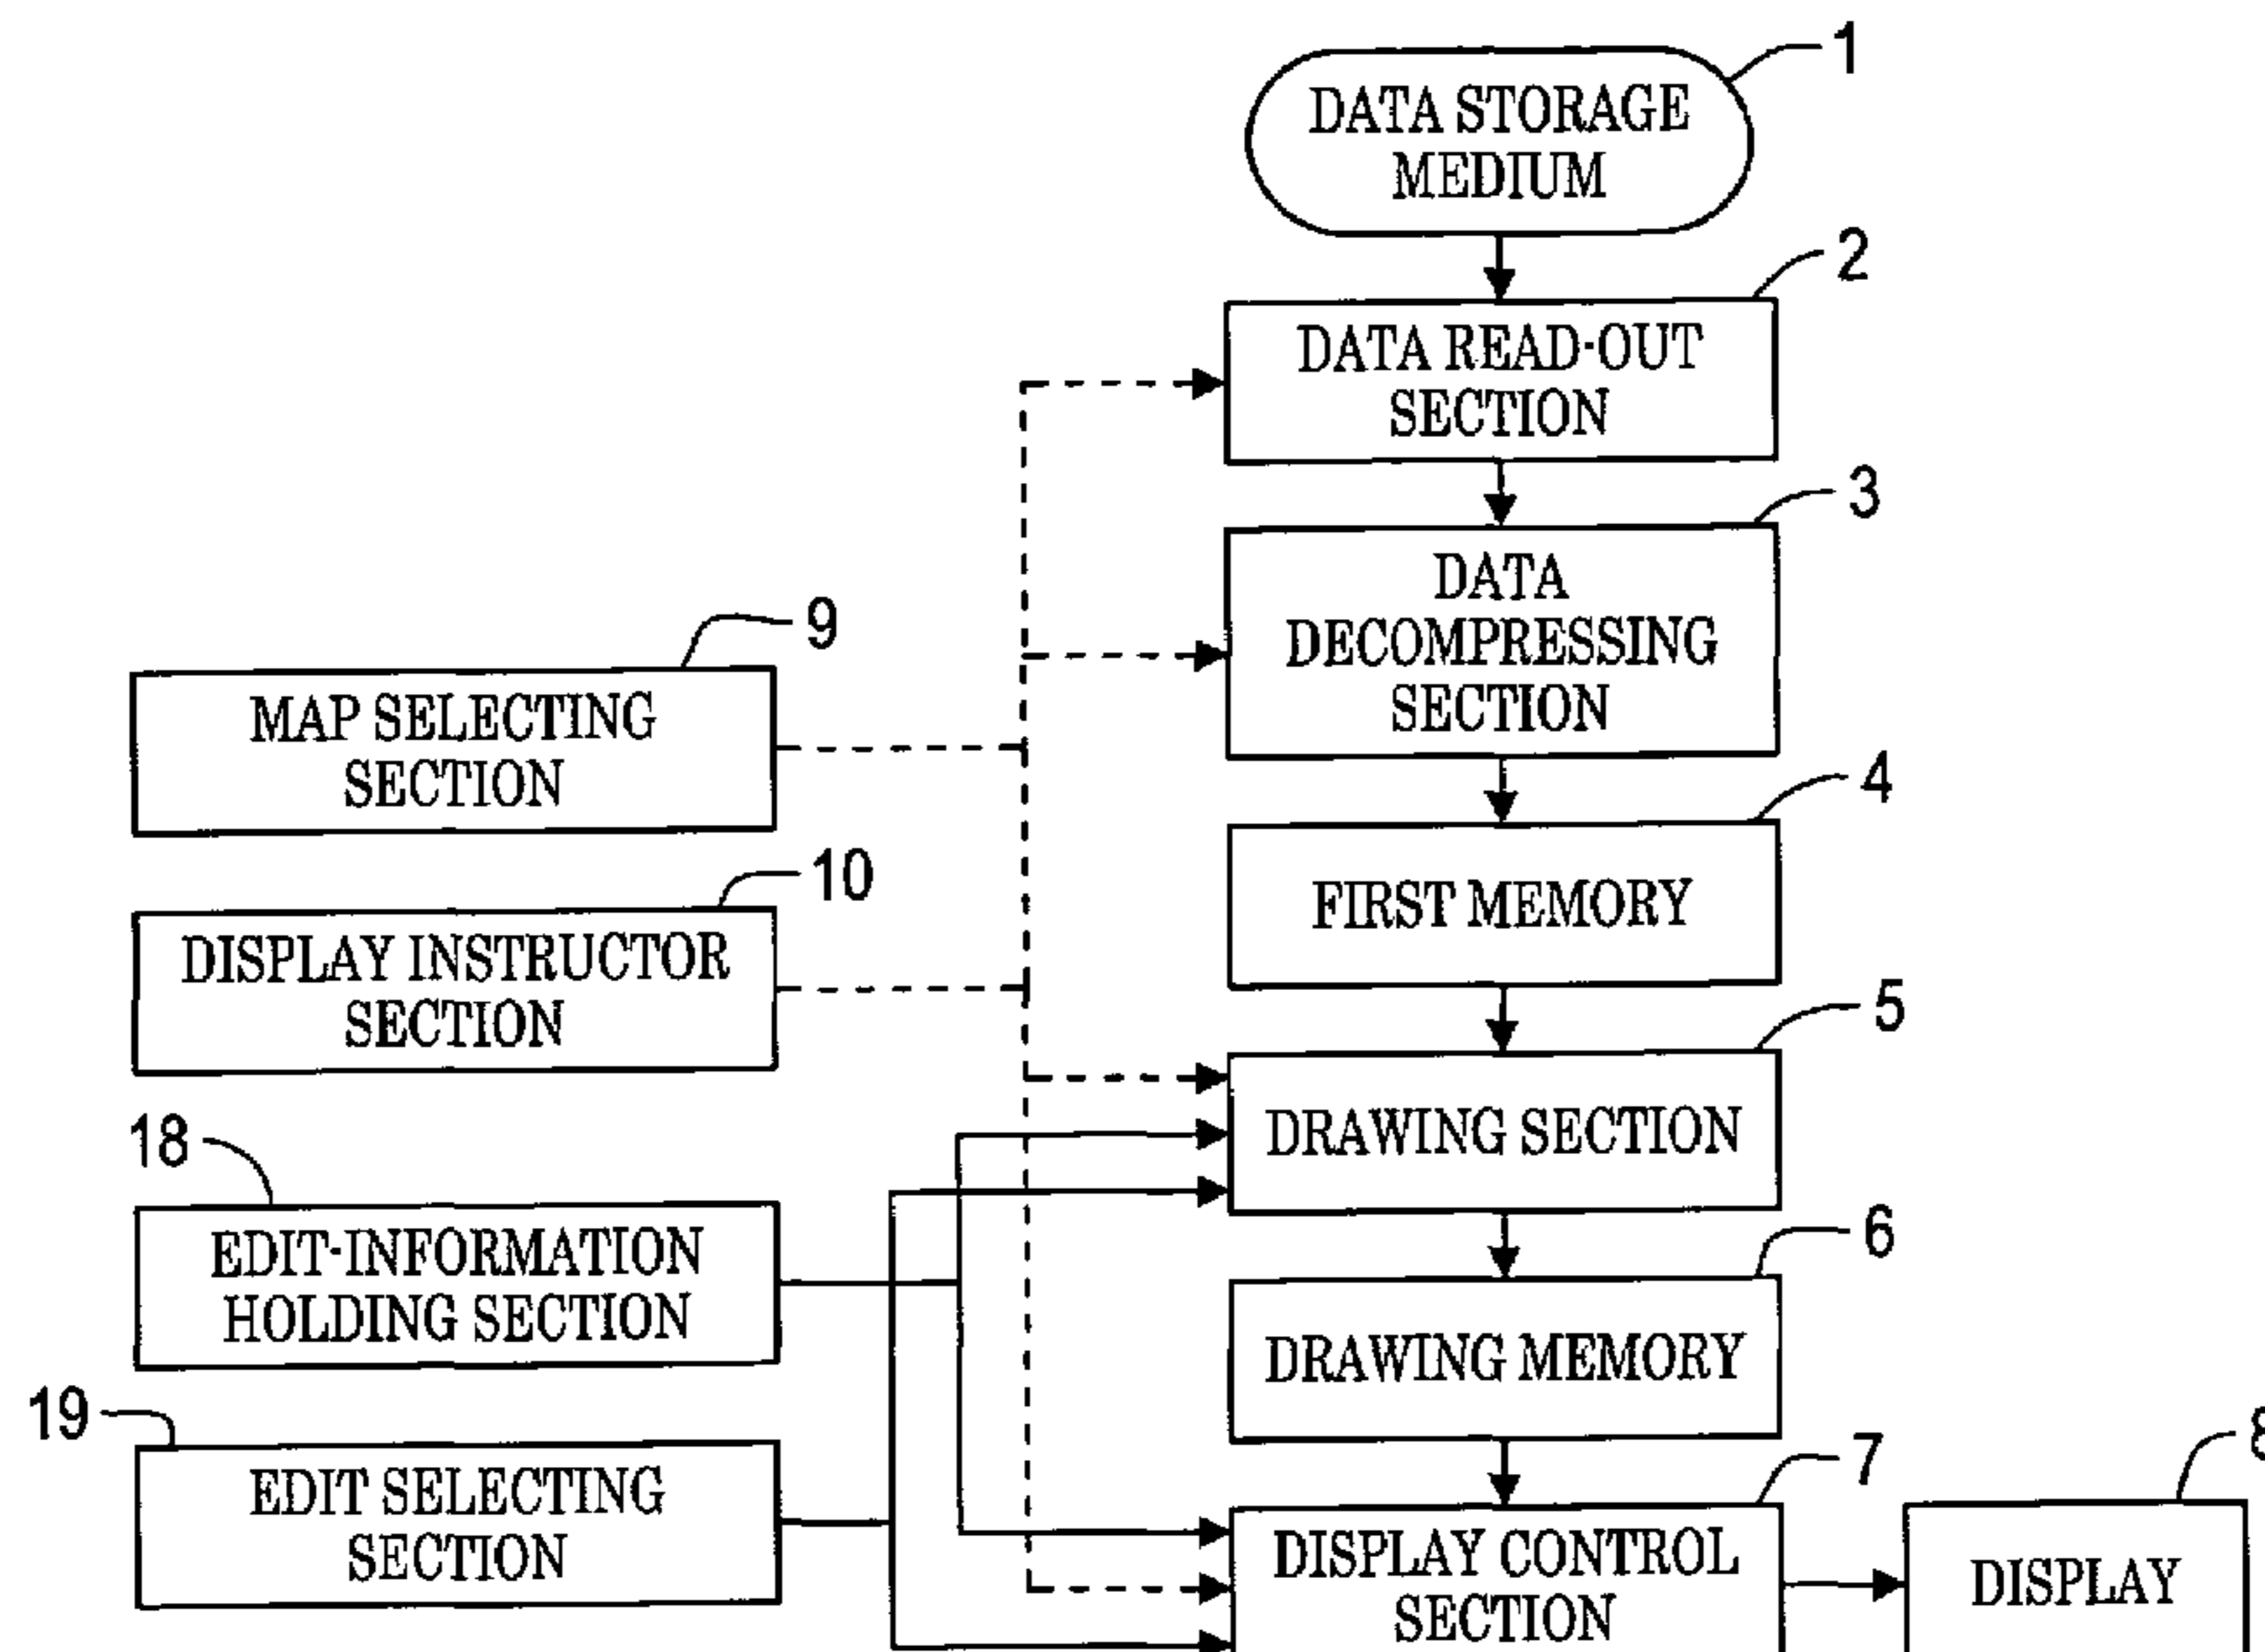 1
DATA STORAGE
MEDIUM
2
DATA READ-OUT
SECTION
3
DATA
DECOMPRESSING
SECTION
9
MAP SELECTING
SECTION
4
FIRST MEMORY
10
DISPLAY INSTRUCTOR
SECTION
5
DRAWING SECTION
18
EDIT-INFORMATION
HOLDING SECTION
6
DRAWING MEMORY
19
EDIT SELECTING
SECTION
7
DISPLAY CONTROL
SECTION
8
DISPLAY